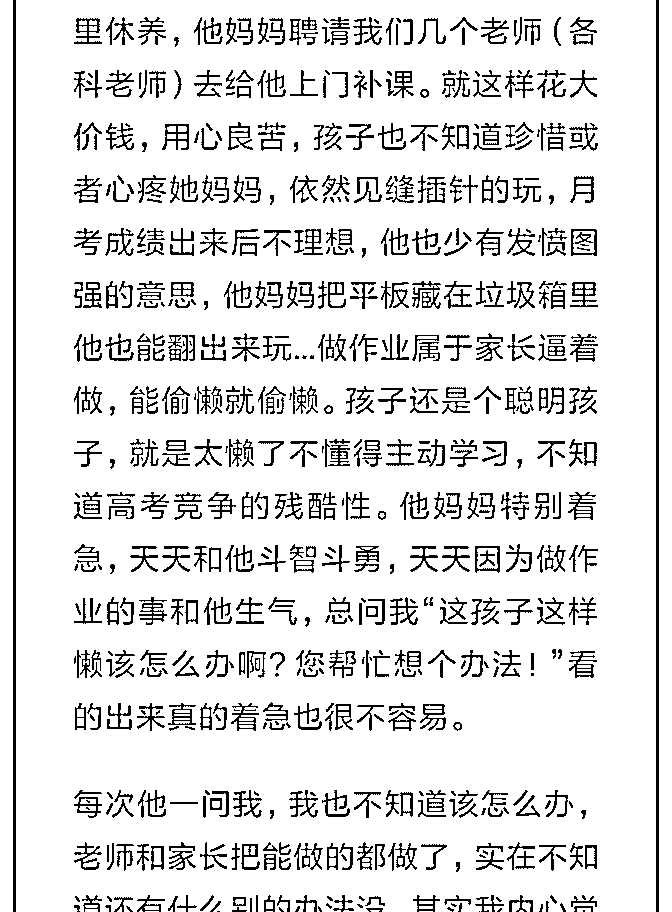 里休养，他妈妈聘请我们几个老师（各
科老师）去给他上门补课。就这样花大
价钱，用心良苦，孩子也不知道珍惜或
者心疼她妈妈，依然见缝插针的玩，月
考成绩出来后不理想，他也少有发愤图
强的意思，他妈妈把平板藏在垃圾箱里
他也能翻出来玩...做作业属于家长逼着
做，能偷懒就偷懒。孩子还是个聪明孩
子，就是太懒了不懂得主动学习，不知
道高考竞争的残酷性。他妈妈特别着
急，天天和他斗智斗勇，天天因为做作
业的事和他生气，总问我“这孩子这样
懒该怎么办啊？您帮忙想个办法！”看
的出来真的着急也很不容易。
每次他一问我，我也不知道该怎么办，
老师和家长把能做的都做了，实在不知
道还有什么别的办法没，其实我内心觉